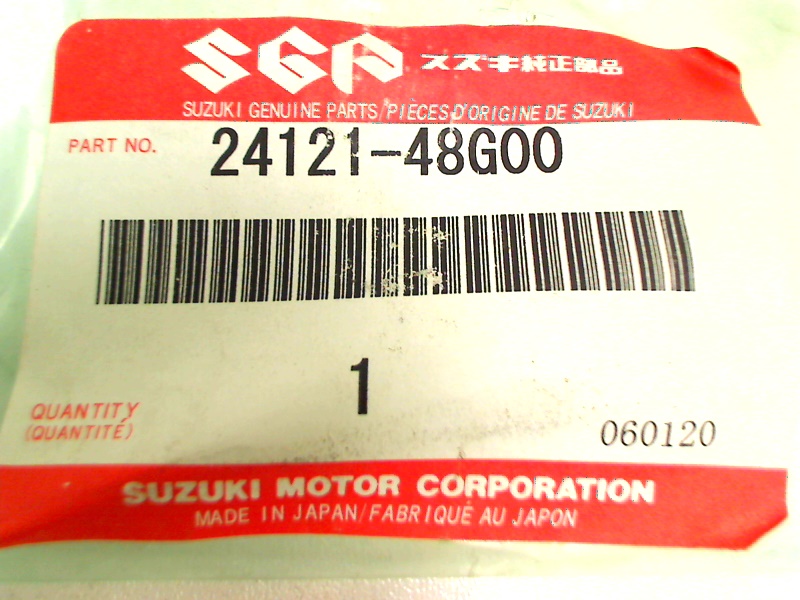 SGP スズキ純正部品
SUZUKI GENUINE PARTS/PIÈCES D'ORIGINE DE SUZUKI
PART NO. 24121-48G00
1
QUANTITY
(QUANTITÉ)
060120
SUZUKI MOTOR CORPORATION
MADE IN JAPAN/FABRIQUÉ AU JAPON